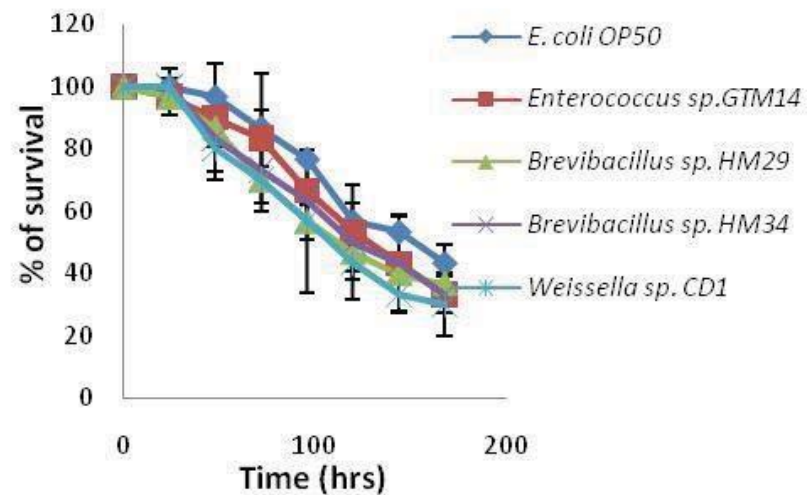 120
100
80
60
40
20
0
% of survival
0 100 200
Time (hrs)
E. coli OP50
Enterococcus sp.GTM14
Brevibacillus sp. HM29
Brevibacillus sp. HM34
Weissella sp. CD1